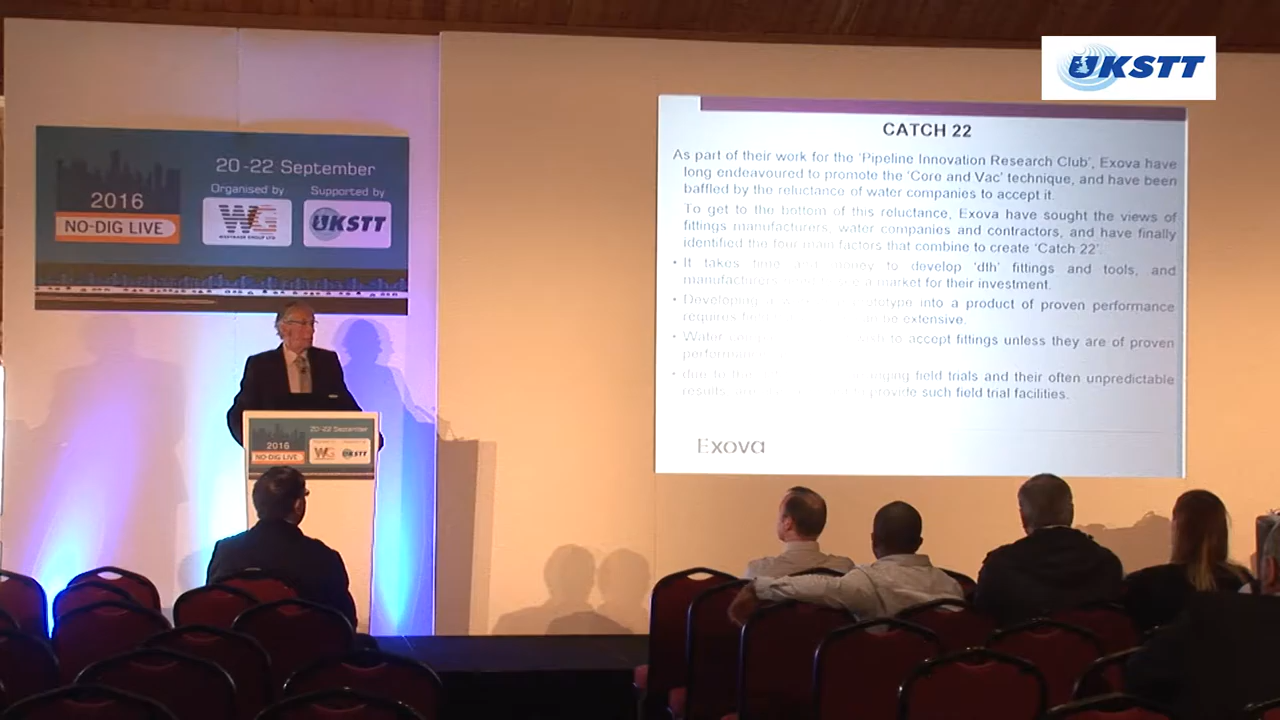 UKSTT
20-22 September
Organised by
Supported by
2016
NO-DIG LIVE
WG
WESTRADE GROUP LTD
UKSTT
CATCH 22
As part of their work for the 'Pipeline Innovation Research Club', Exova have
long endeavoured to promote the 'Core and Vac' technique, and have been
baffled by the reluctance of water companies to accept it.
To get to the bottom of this reluctance, Exova have sought the views of
fittings manufacturers, water companies and contractors, and have finally
identified the four main factors that combine to create 'Catch 22'.
• It takes time and money to develop 'dth' fittings and tools, and
manufacturers a market for their investment.
• Developing a prototype into a product of proven performance
requires be extensive.
• Water to accept fittings unless they are of proven
• due to field trials and their often unpredictable
results, provide such field trial facilities.
Exova
20-22 September
2016
NO-DIG LIVE
WG
UKSTT